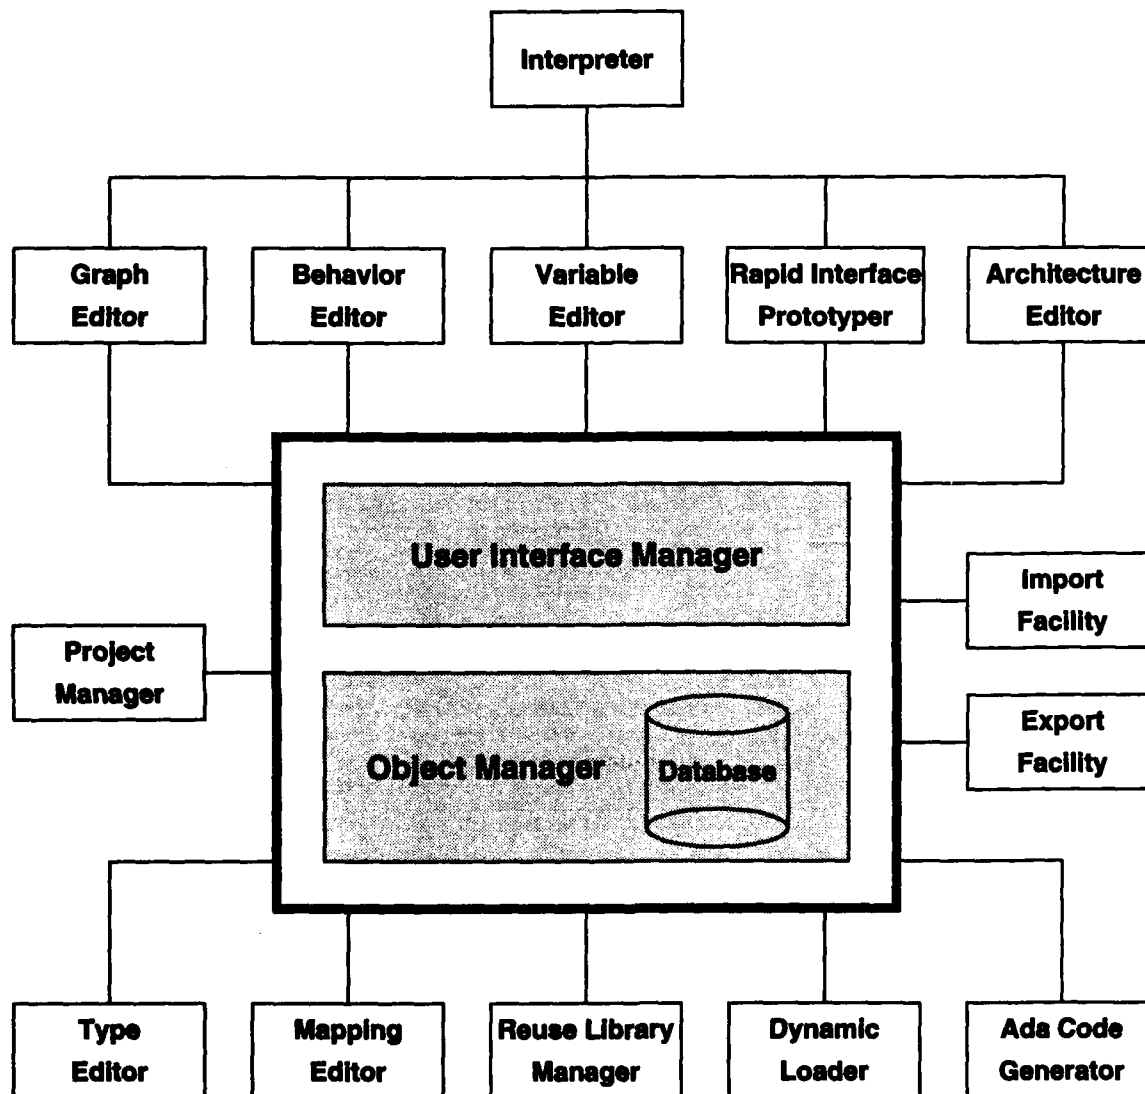 Interpreter
Graph
Editor
Behavior
Editor
Variable
Editor
Rapid Interface
Prototyper
Architecture
Editor
User Interface Manager
Import
Facility
Project
Manager
Export
Facility
Object Manager
Database
Type
Editor
Mapping
Editor
Reuse Library
Manager
Dynamic
Loader
Ada Code
Generator